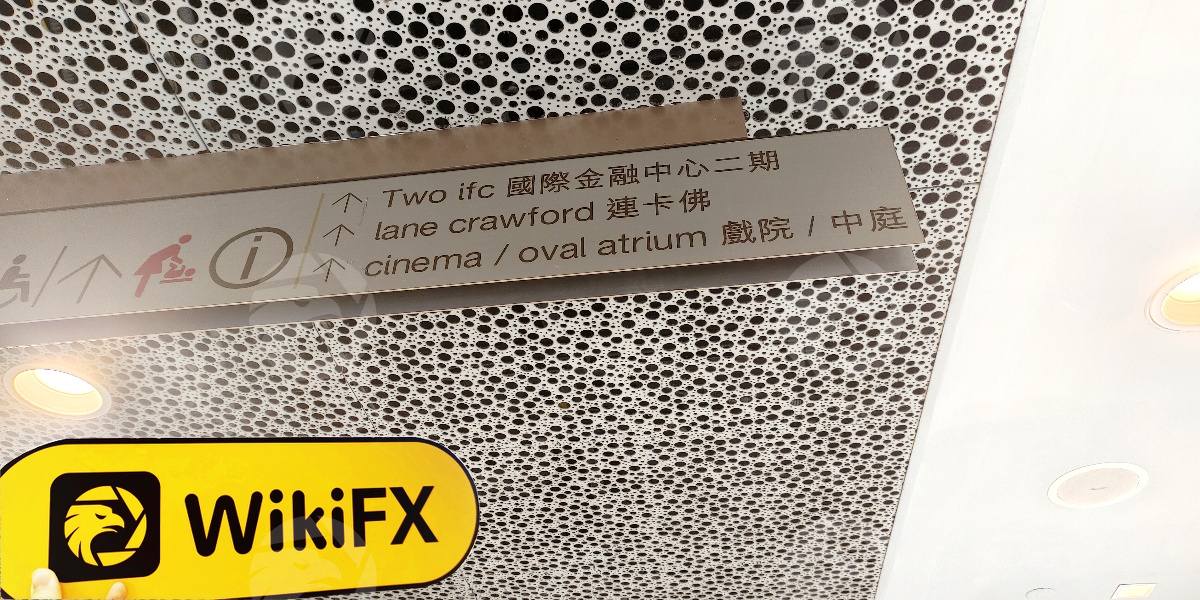 Two ifc 國際金融中心二期
lane crawford 連卡佛
cinema / oval atrium 戲院 / 中庭
i
WikiFX